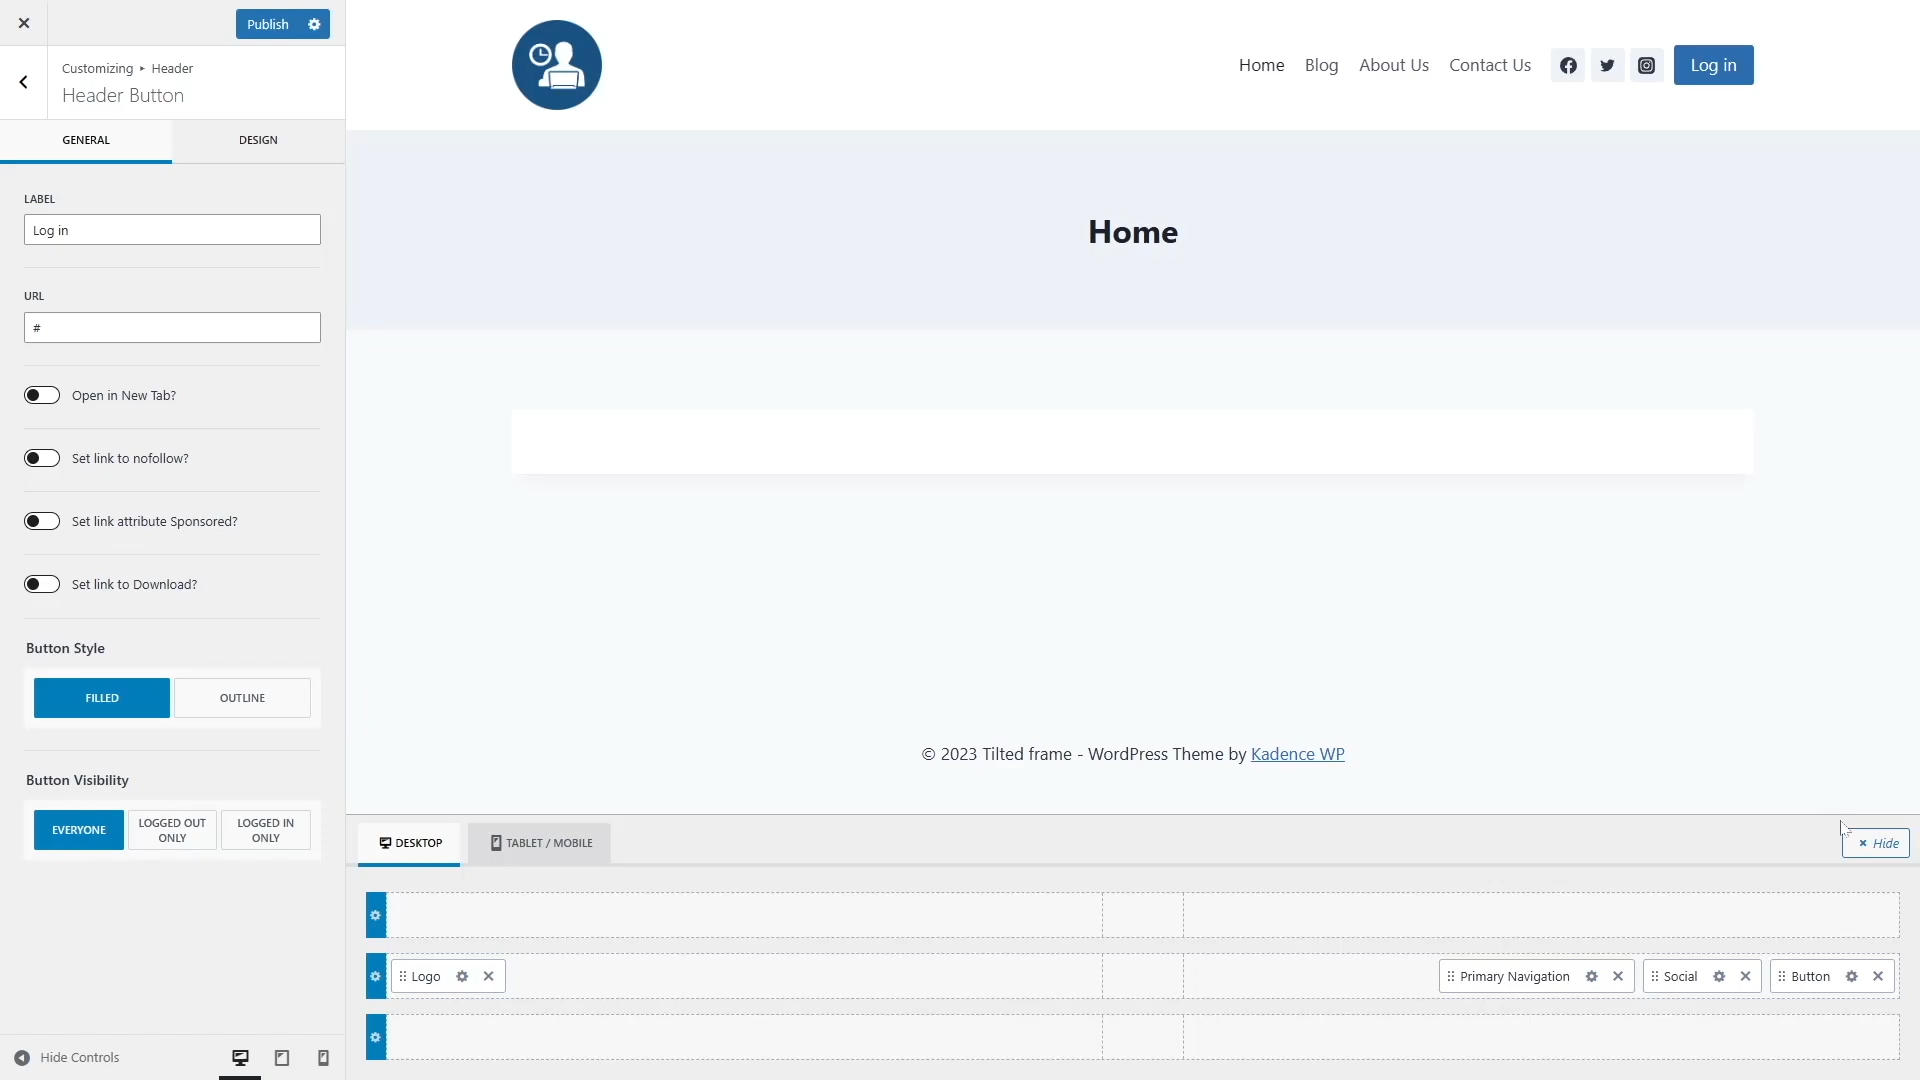 Publish
Customizing ▸ Header
Header Button
GENERAL
DESIGN
LABEL
Log in
URL
#
Open in New Tab?
Set link to nofollow?
Set link attribute Sponsored?
Set link to Download?
Button Style
FILLED
OUTLINE
Button Visibility
EVERYONE
LOGGED OUT
ONLY
LOGGED IN
ONLY
Hide Controls
Home
Blog
About Us
Contact Us
Log in
Home
© 2023 Tilted frame - WordPress Theme by Kadence WP
DESKTOP
TABLET / MOBILE
Hide
Logo
Primary Navigation
Social
Button